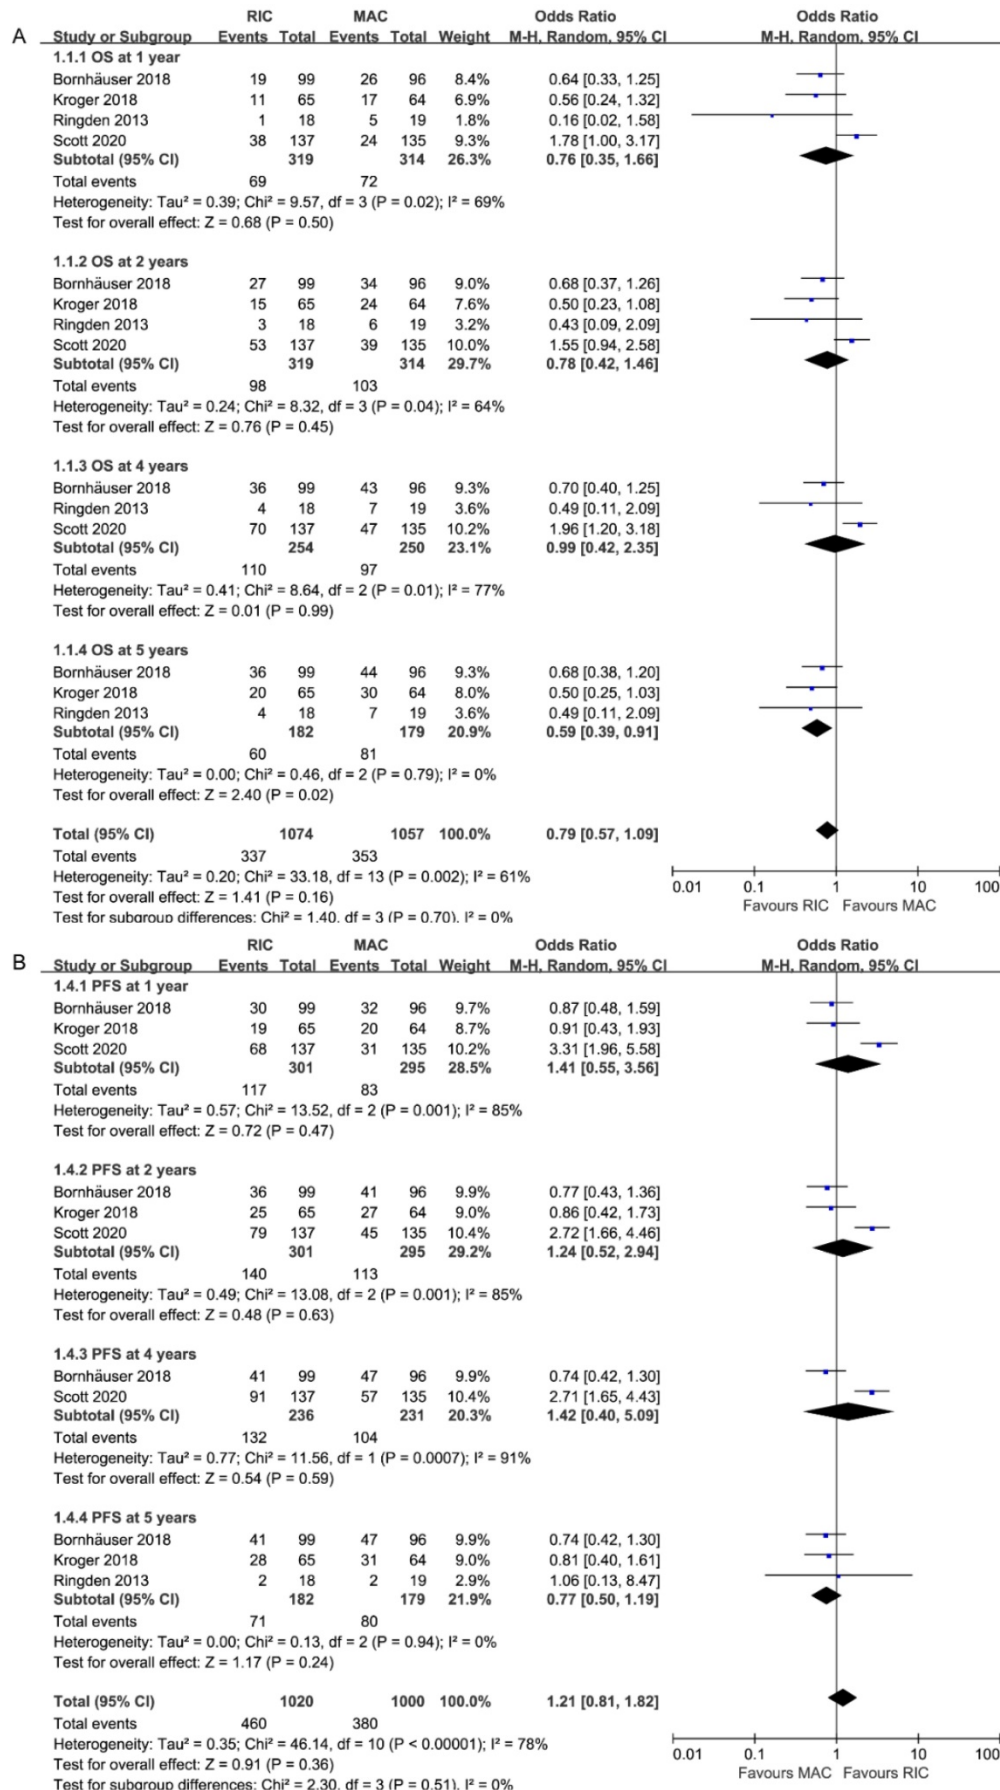 RIC MAC Odds Ratio Odds Ratio
A Study or Subgroup Events Total Events Total Weight M-H, Random, 95% CI M-H, Random, 95% CI
1.1.1 OS at 1 year
Bornhäuser 2018 19 99 26 96 8.4% 0.64 [0.33, 1.25]
Kroger 2018 11 65 17 64 6.9% 0.56 [0.24, 1.32]
Ringden 2013 1 18 5 19 1.8% 0.16 [0.02, 1.58]
Scott 2020 38 137 24 135 9.3% 1.78 [1.00, 3.17]
Subtotal (95% CI) 319 314 26.3% 0.76 [0.35, 1.66]
Total events 69 72
Heterogeneity: Tau² = 0.39; Chi² = 9.57, df = 3 (P = 0.02); I² = 69%
Test for overall effect: Z = 0.68 (P = 0.50)
1.1.2 OS at 2 years
Bornhäuser 2018 27 99 34 96 9.0% 0.68 [0.37, 1.26]
Kroger 2018 15 65 24 64 7.6% 0.50 [0.23, 1.08]
Ringden 2013 3 18 6 19 3.2% 0.43 [0.09, 2.09]
Scott 2020 53 137 39 135 10.0% 1.55 [0.94, 2.58]
Subtotal (95% CI) 319 314 29.7% 0.78 [0.42, 1.46]
Total events 98 103
Heterogeneity: Tau² = 0.24; Chi² = 8.32, df = 3 (P = 0.04); I² = 64%
Test for overall effect: Z = 0.76 (P = 0.45)
1.1.3 OS at 4 years
Bornhäuser 2018 36 99 43 96 9.3% 0.70 [0.40, 1.25]
Ringden 2013 4 18 7 19 3.6% 0.49 [0.11, 2.09]
Scott 2020 70 137 47 135 10.2% 1.96 [1.20, 3.18]
Subtotal (95% CI) 254 250 23.1% 0.99 [0.42, 2.35]
Total events 110 97
Heterogeneity: Tau² = 0.41; Chi² = 8.64, df = 2 (P = 0.01); I² = 77%
Test for overall effect: Z = 0.01 (P = 0.99)
1.1.4 OS at 5 years
Bornhäuser 2018 36 99 44 96 9.3% 0.68 [0.38, 1.20]
Kroger 2018 20 65 30 64 8.0% 0.50 [0.25, 1.03]
Ringden 2013 4 18 7 19 3.6% 0.49 [0.11, 2.09]
Subtotal (95% CI) 182 179 20.9% 0.59 [0.39, 0.91]
Total events 60 81
Heterogeneity: Tau² = 0.00; Chi² = 0.46, df = 2 (P = 0.79); I² = 0%
Test for overall effect: Z = 2.40 (P = 0.02)
Total (95% CI) 1074 1057 100.0% 0.79 [0.57, 1.09]
Total events 337 353
Heterogeneity: Tau² = 0.20; Chi² = 33.18, df = 13 (P = 0.002); I² = 61%
Test for overall effect: Z = 1.41 (P = 0.16)
Test for subgroup differences: Chi² = 1.40, df = 3 (P = 0.70), I² = 0%
0.01 0.1 1 10 100
Favours RIC Favours MAC
RIC MAC Odds Ratio Odds Ratio
B Study or Subgroup Events Total Events Total Weight M-H, Random, 95% CI M-H, Random, 95% CI
1.4.1 PFS at 1 year
Bornhäuser 2018 30 99 32 96 9.7% 0.87 [0.48, 1.59]
Kroger 2018 19 65 20 64 8.7% 0.91 [0.43, 1.93]
Scott 2020 68 137 31 135 10.2% 3.31 [1.96, 5.58]
Subtotal (95% CI) 301 295 28.5% 1.41 [0.55, 3.56]
Total events 117 83
Heterogeneity: Tau² = 0.57; Chi² = 13.52, df = 2 (P = 0.001); I² = 85%
Test for overall effect: Z = 0.72 (P = 0.47)
1.4.2 PFS at 2 years
Bornhäuser 2018 36 99 41 96 9.9% 0.77 [0.43, 1.36]
Kroger 2018 25 65 27 64 9.0% 0.86 [0.42, 1.73]
Scott 2020 79 137 45 135 10.4% 2.72 [1.66, 4.46]
Subtotal (95% CI) 301 295 29.2% 1.24 [0.52, 2.94]
Total events 140 113
Heterogeneity: Tau² = 0.49; Chi² = 13.08, df = 2 (P = 0.001); I² = 85%
Test for overall effect: Z = 0.48 (P = 0.63)
1.4.3 PFS at 4 years
Bornhäuser 2018 41 99 47 96 9.9% 0.74 [0.42, 1.30]
Scott 2020 91 137 57 135 10.4% 2.71 [1.65, 4.43]
Subtotal (95% CI) 236 231 20.3% 1.42 [0.40, 5.09]
Total events 132 104
Heterogeneity: Tau² = 0.77; Chi² = 11.56, df = 1 (P = 0.0007); I² = 91%
Test for overall effect: Z = 0.54 (P = 0.59)
1.4.4 PFS at 5 years
Bornhäuser 2018 41 99 47 96 9.9% 0.74 [0.42, 1.30]
Kroger 2018 28 65 31 64 9.0% 0.81 [0.40, 1.61]
Ringden 2013 2 18 2 19 2.9% 1.06 [0.13, 8.47]
Subtotal (95% CI) 182 179 21.9% 0.77 [0.50, 1.19]
Total events 71 80
Heterogeneity: Tau² = 0.00; Chi² = 0.13, df = 2 (P = 0.94); I² = 0%
Test for overall effect: Z = 1.17 (P = 0.24)
Total (95% CI) 1020 1000 100.0% 1.21 [0.81, 1.82]
Total events 460 380
Heterogeneity: Tau² = 0.35; Chi² = 46.14, df = 10 (P < 0.00001); I² = 78%
Test for overall effect: Z = 0.91 (P = 0.36)
Test for subgroup differences: Chi² = 2.30, df = 3 (P = 0.51), I² = 0%
0.01 0.1 1 10 100
Favours MAC Favours RIC